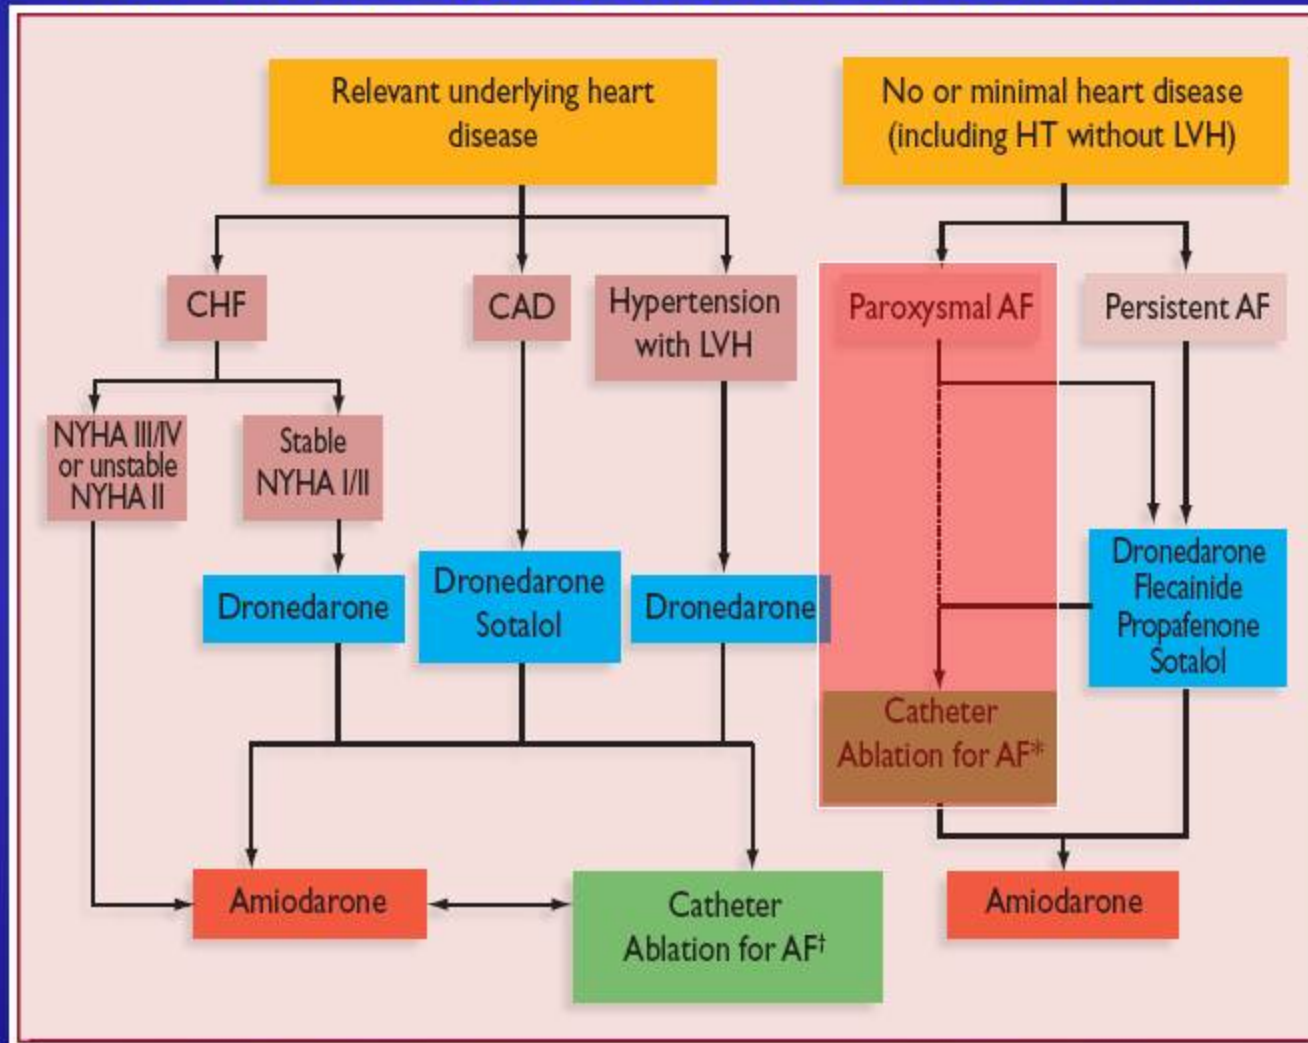 Relevant underlying heart
disease
No or minimal heart disease
(including HT without LVH)
CHF
CAD
Hypertension
with LVH
Paroxysmal AF
Persistent AF
NYHA III/IV
or unstable
NYHA II
Stable
NYHA I/II
Dronedarone
Dronedarone
Sotalol
Dronedarone
Dronedarone
Flecainide
Propafenone
Sotalol
Catheter
Ablation for AF*
Amiodarone
Catheter
Ablation for AF†
Amiodarone